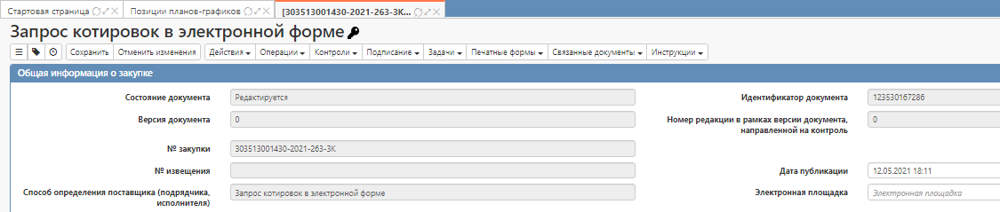 Стартовая страница
Позиции планов-графиков
[303513001430-2021-263-ЗК...
Запрос котировок в электронной форме
Сохранить Отменить изменения Действия Операции Контроли Подписание Задачи Печатные формы Связанные документы Инструкции
Общая информация о закупке
Состояние документа Редактируется
Идентификатор документа 123530167286
Версия документа 0
Номер редакции в рамках версии документа,
направленной на контроль 0
№ закупки 303513001430-2021-263-ЗК
№ извещения
Дата публикации 12.05.2021 18:11
Способ определения поставщика (подрядчика,
исполнителя) Запрос котировок в электронной форме
Электронная площадка Электронная площадка